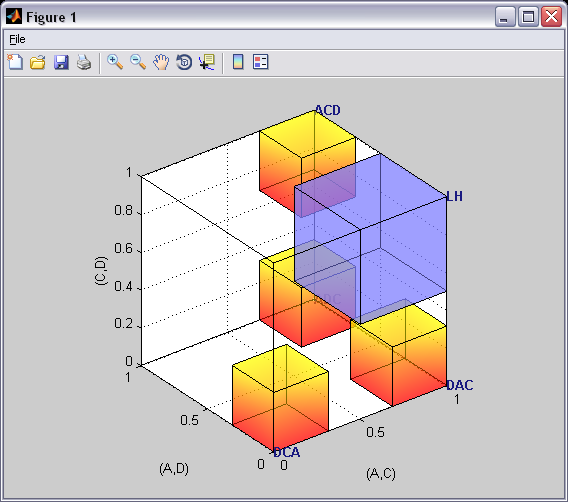 Figure 1
File
ACD
LH
1
0.8
0.6
0.4
0.2
0
(C,D)
ADC
1
0.5
0
(A,D)
DCA
0
0.5
1
(A,C)
DAC